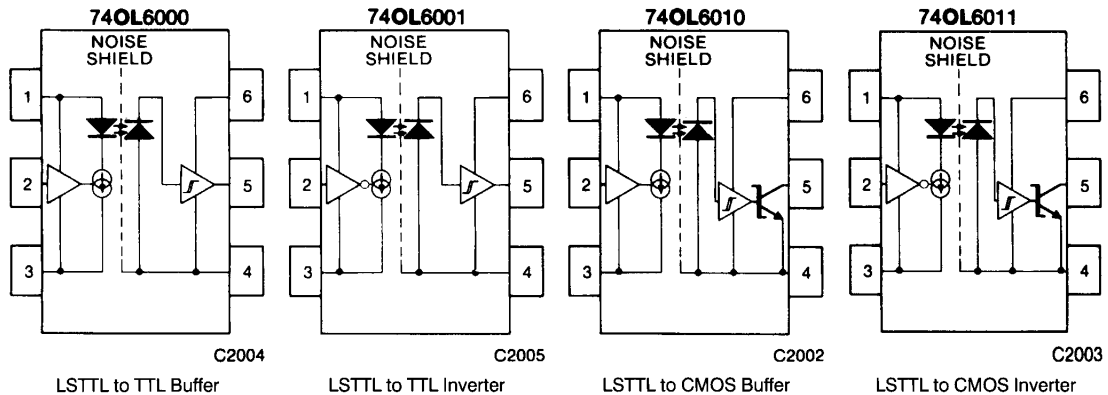 74OL6000
NOISE
SHIELD
1
2
3
6
5
4
C2004
LSTTL to TTL Buffer
74OL6001
NOISE
SHIELD
1
2
3
6
5
4
C2005
LSTTL to TTL Inverter
74OL6010
NOISE
SHIELD
1
2
3
6
5
4
C2002
LSTTL to CMOS Buffer
74OL6011
NOISE
SHIELD
1
2
3
6
5
4
C2003
LSTTL to CMOS Inverter